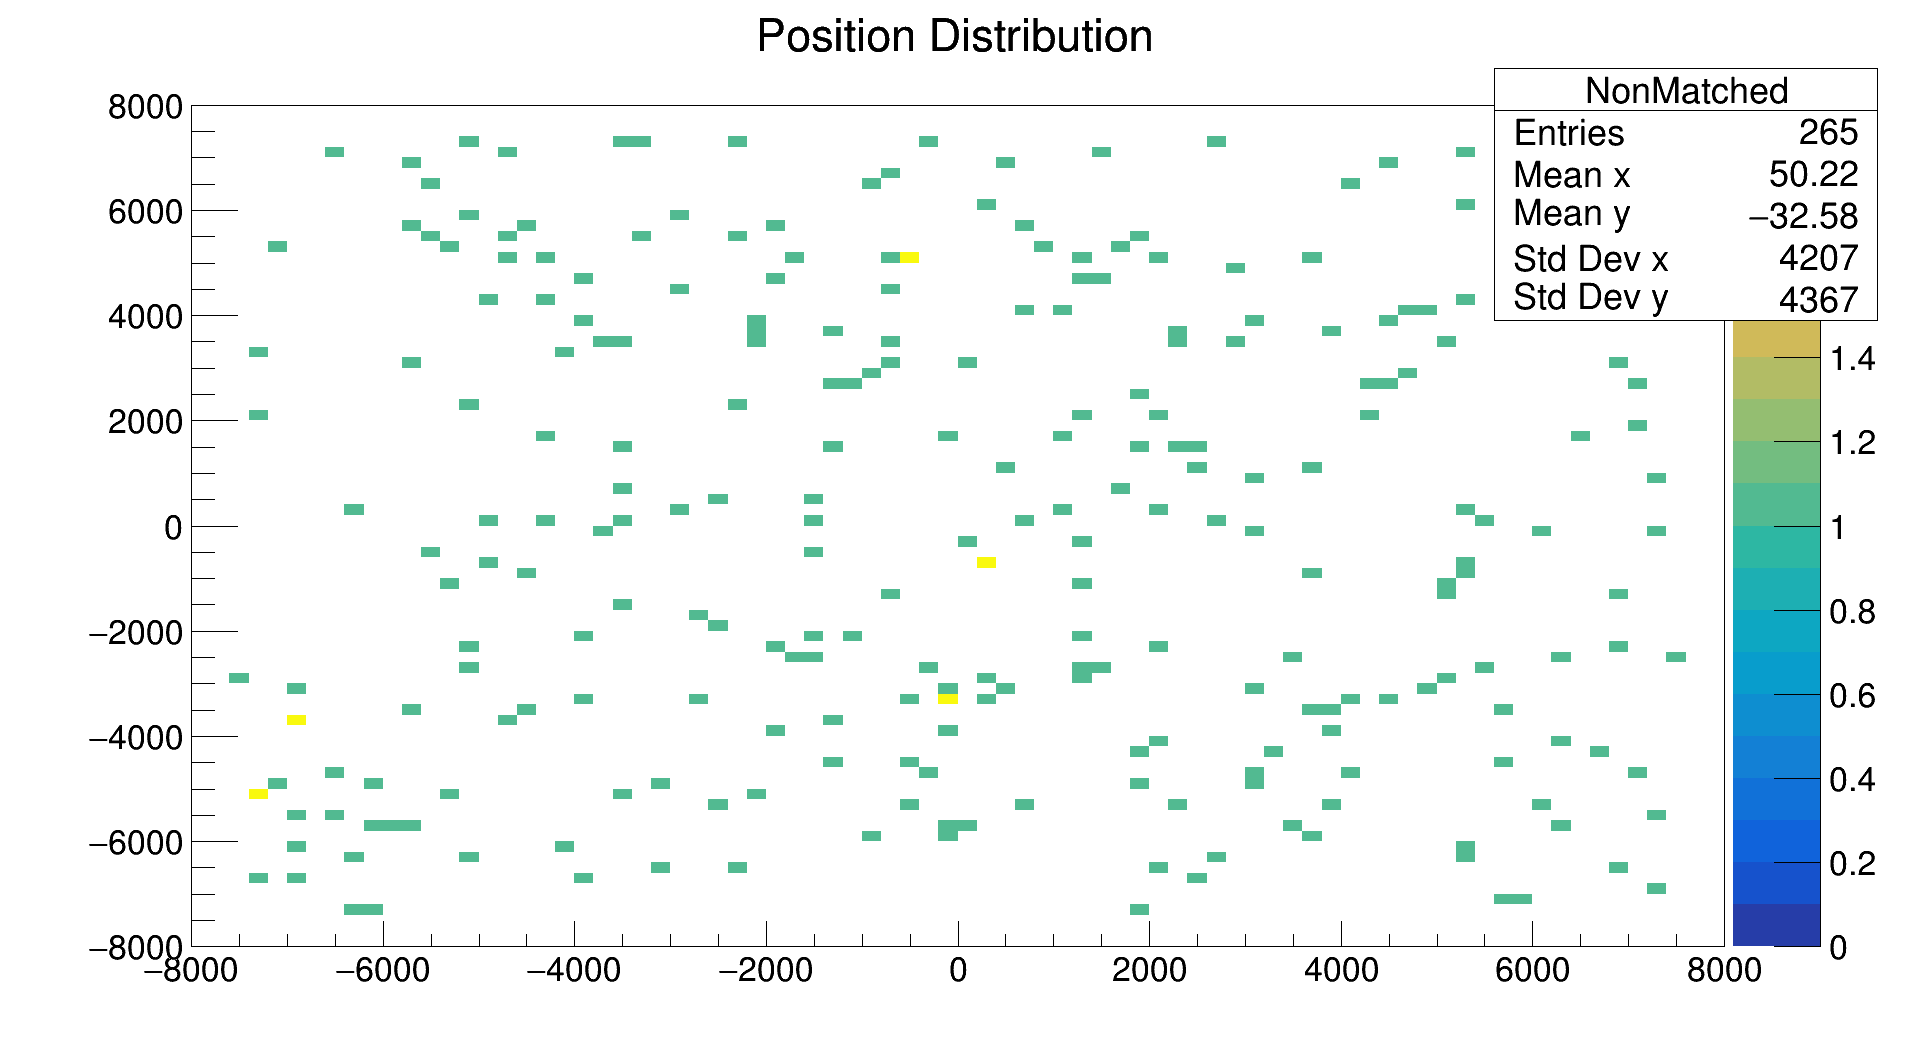 Position Distribution
NonMatched
Entries 265
Mean x 50.22
Mean y −32.58
Std Dev x 4207
Std Dev y 4367
8000
6000
4000
2000
0
−2000
−4000
−6000
−8000
−8000 −6000 −4000 −2000 0 2000 4000 6000 8000
1.4
1.2
1
0.8
0.6
0.4
0.2
0